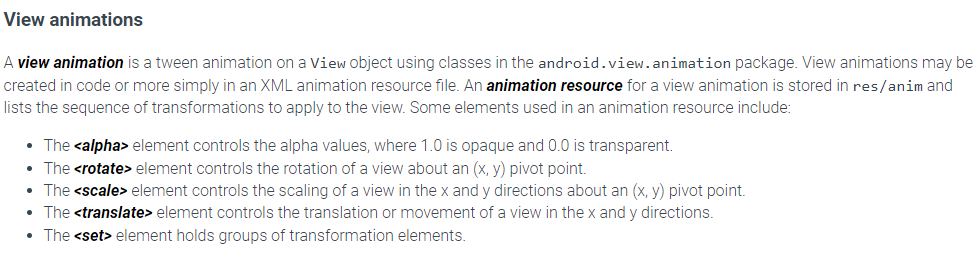 View animations
A view animation is a tween animation on a View object using classes in the android.view.animation package. View animations may be
created in code or more simply in an XML animation resource file. An animation resource for a view animation is stored in res/anim and
lists the sequence of transformations to apply to the view. Some elements used in an animation resource include:
• The <alpha> element controls the alpha values, where 1.0 is opaque and 0.0 is transparent.
• The <rotate> element controls the rotation of a view about an (x, y) pivot point.
• The <scale> element controls the scaling of a view in the x and y directions about an (x, y) pivot point.
• The <translate> element controls the translation or movement of a view in the x and y directions.
• The <set> element holds groups of transformation elements.